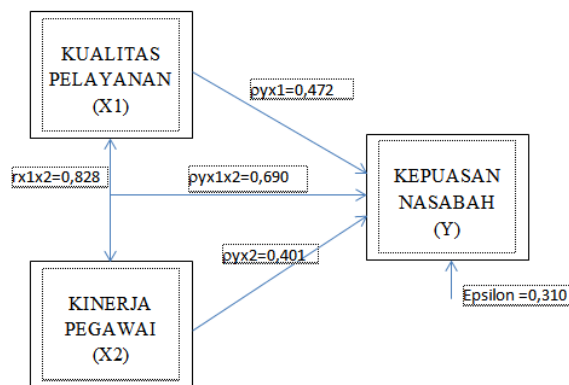 KUALITAS
PELAYANAN
(X1)
ρyx1=0,472
rx1x2=0,828
ρyx1x2=0,690
KEPUASAN
NASABAH
(Y)
ρyx2=0,401
KINERJA
PEGAWAI
(X2)
Epsilon =0,310